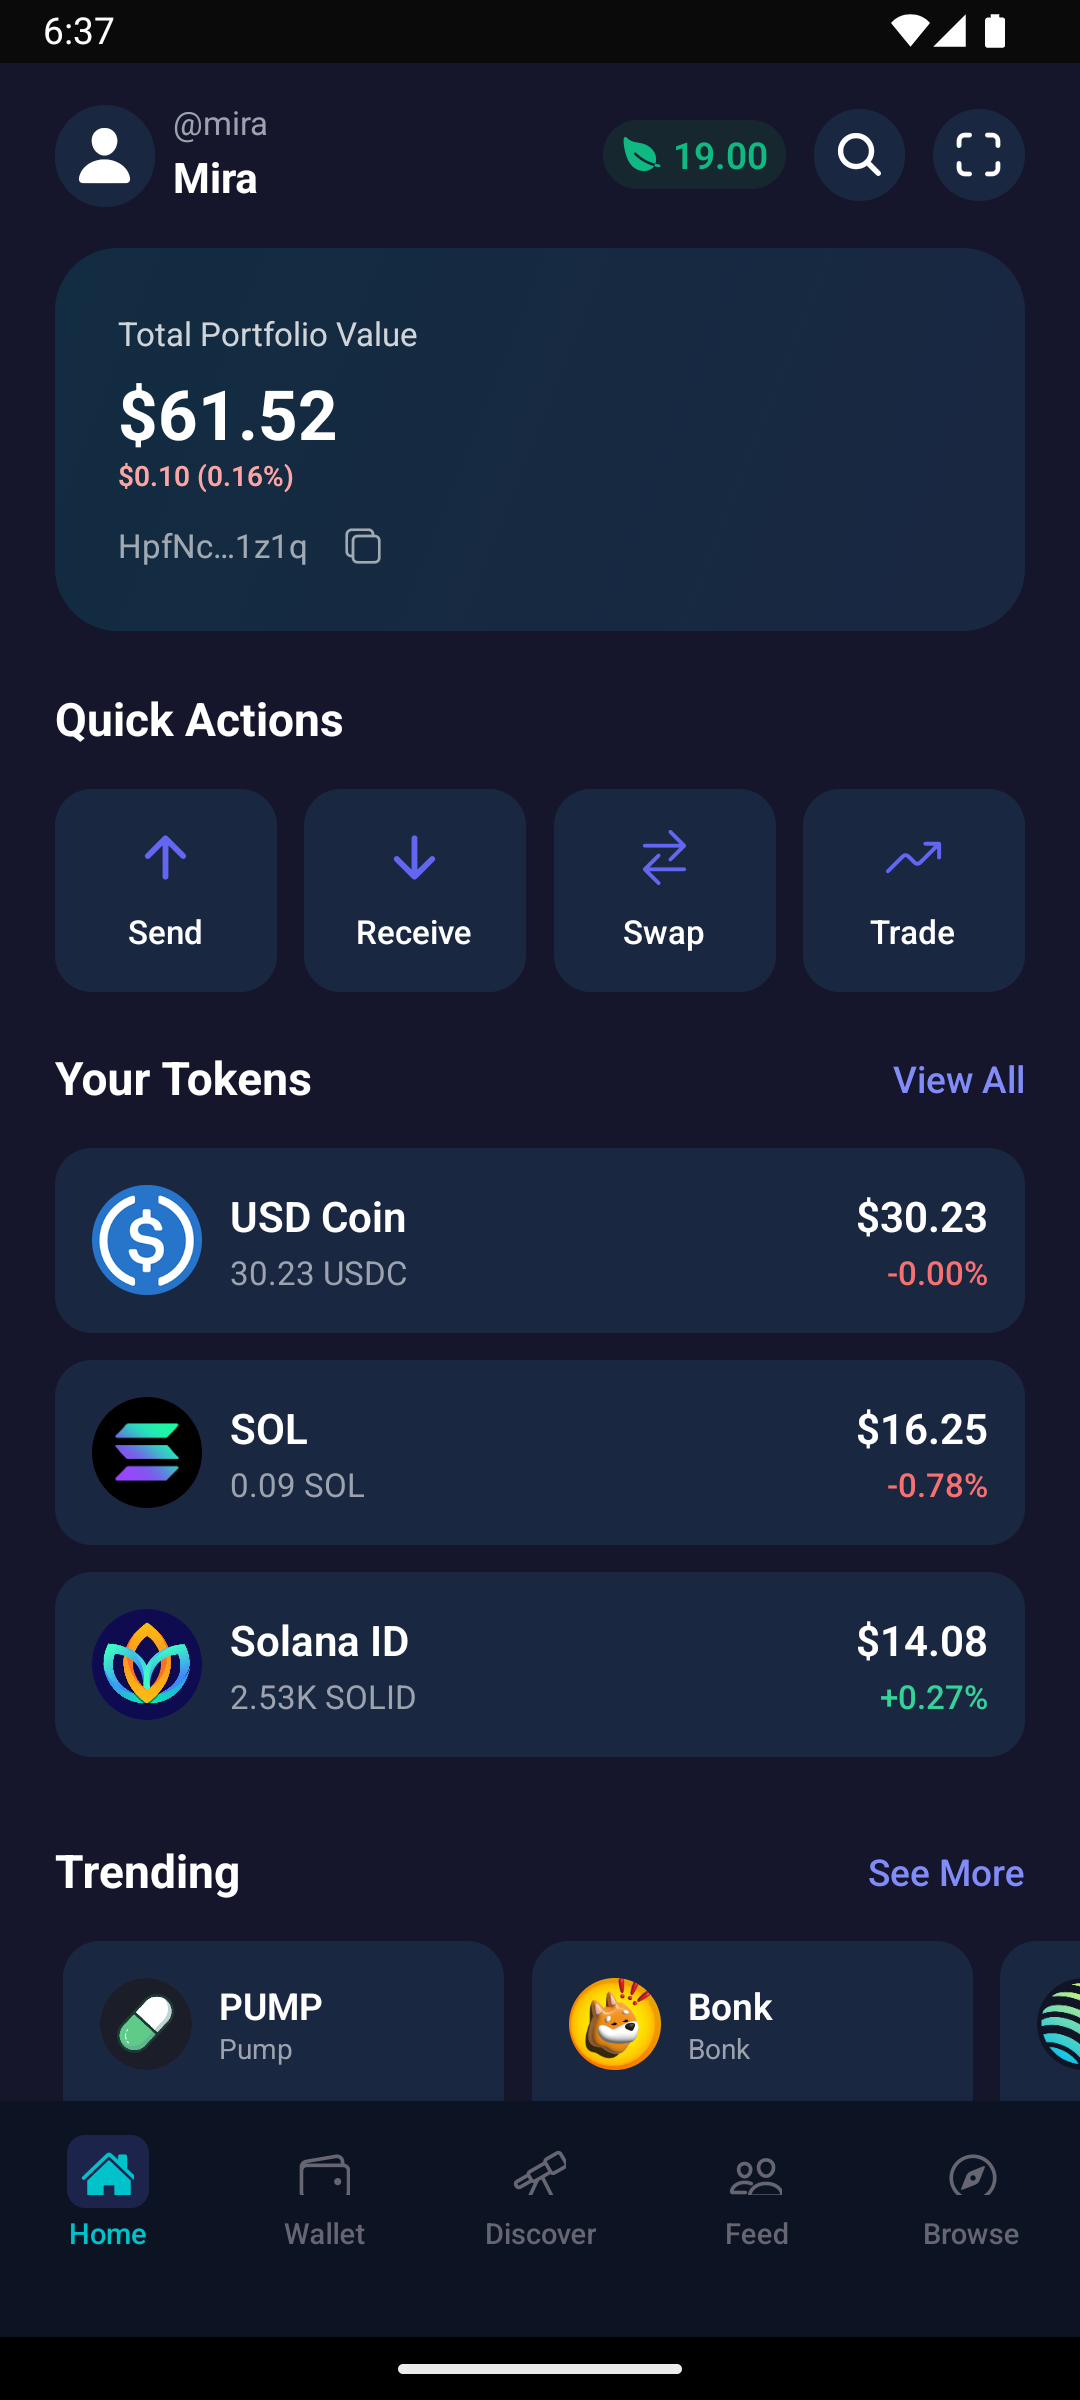 6:37
@mira
Mira
19.00
Total Portfolio Value
$61.52
$0.10 (0.16%)
HpfNc...1z1q
Quick Actions
Send
Receive
Swap
Trade
Your Tokens
View All
USD Coin
$30.23
30.23 USDC
-0.00%
SOL
$16.25
0.09 SOL
-0.78%
Solana ID
$14.08
2.53K SOLID
+0.27%
Trending
See More
PUMP
Pump
Bonk
Bonk
Home
Wallet
Discover
Feed
Browse